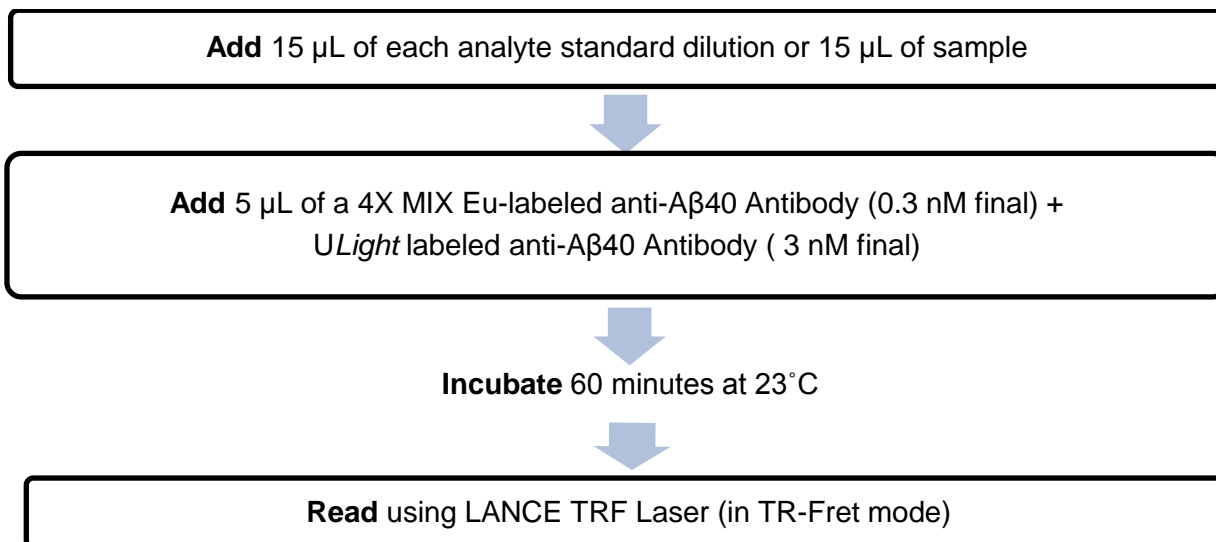 Add 15 µL of each analyte standard dilution or 15 µL of sample
Add 5 µL of a 4X MIX Eu-labeled anti-Aβ40 Antibody (0.3 nM final) +
ULight labeled anti-Aβ40 Antibody ( 3 nM final)
Incubate 60 minutes at 23˚C
Read using LANCE TRF Laser (in TR-Fret mode)